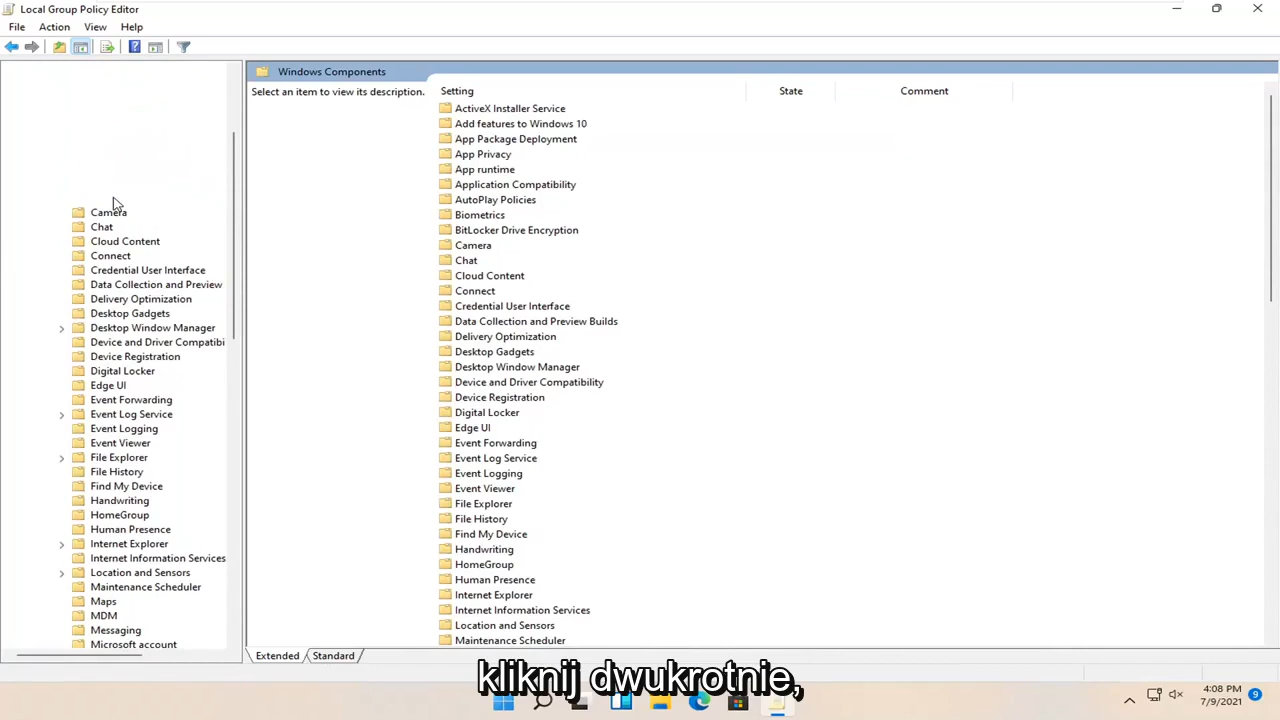 Local Group Policy Editor
File Action View Help
Windows Components
Select an item to view its description.
Setting State Comment
Camera
Chat
Cloud Content
Connect
Credential User Interface
Data Collection and Preview
Delivery Optimization
Desktop Gadgets
Desktop Window Manager
Device and Driver Compatibi
Device Registration
Digital Locker
Edge UI
Event Forwarding
Event Log Service
Event Logging
Event Viewer
File Explorer
File History
Find My Device
Handwriting
HomeGroup
Human Presence
Internet Explorer
Internet Information Services
Location and Sensors
Maintenance Scheduler
Maps
MDM
Messaging
Microsoft account
ActiveX Installer Service
Add features to Windows 10
App Package Deployment
App Privacy
App runtime
Application Compatibility
AutoPlay Policies
Biometrics
BitLocker Drive Encryption
Camera
Chat
Cloud Content
Connect
Credential User Interface
Data Collection and Preview Builds
Delivery Optimization
Desktop Gadgets
Desktop Window Manager
Device and Driver Compatibility
Device Registration
Digital Locker
Edge UI
Event Forwarding
Event Log Service
Event Logging
Event Viewer
File Explorer
File History
Find My Device
Handwriting
HomeGroup
Human Presence
Internet Explorer
Internet Information Services
Location and Sensors
Maintenance Scheduler
Extended Standard
kliknij dwukrotnie,
4:08 PM
7/9/2021
9